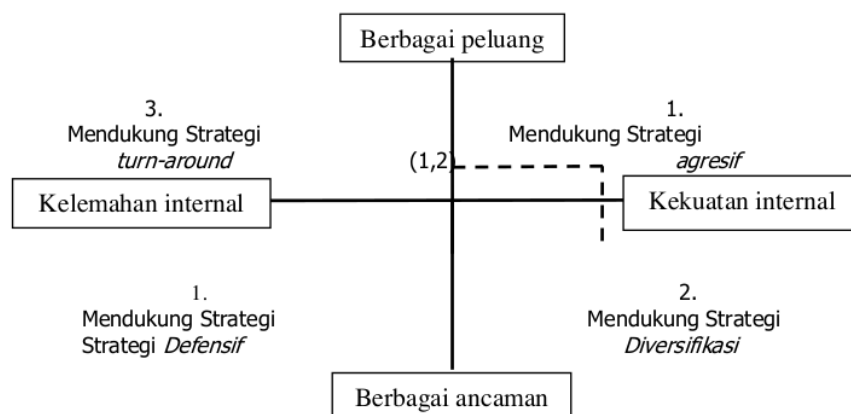 Berbagai peluang
3.
Mendukung Strategi
turn-around
1.
Mendukung Strategi
agresif
(1,2)
Kelemahan internal
Kekuatan internal
1.
Mendukung Strategi
Strategi Defensif
2.
Mendukung Strategi
Diversifikasi
Berbagai ancaman